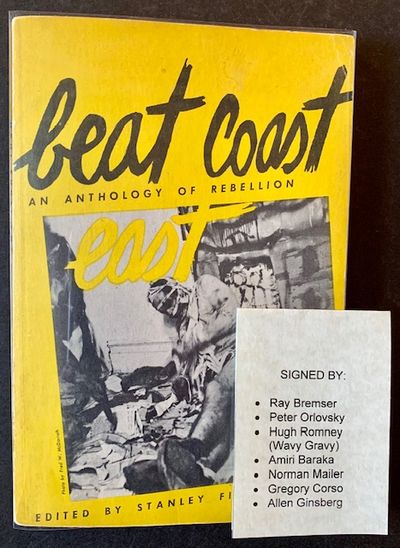 beat coast
AN ANTHOLOGY OF REBELLION
east
Photo by Fred W. McDarrah
EDITED BY STANLEY
SIGNED BY:
• Ray Bremser
• Peter Orlovsky
• Hugh Romney
(Wavy Gravy)
• Amiri Baraka
• Norman Mailer
• Gregory Corso
• Allen Ginsberg